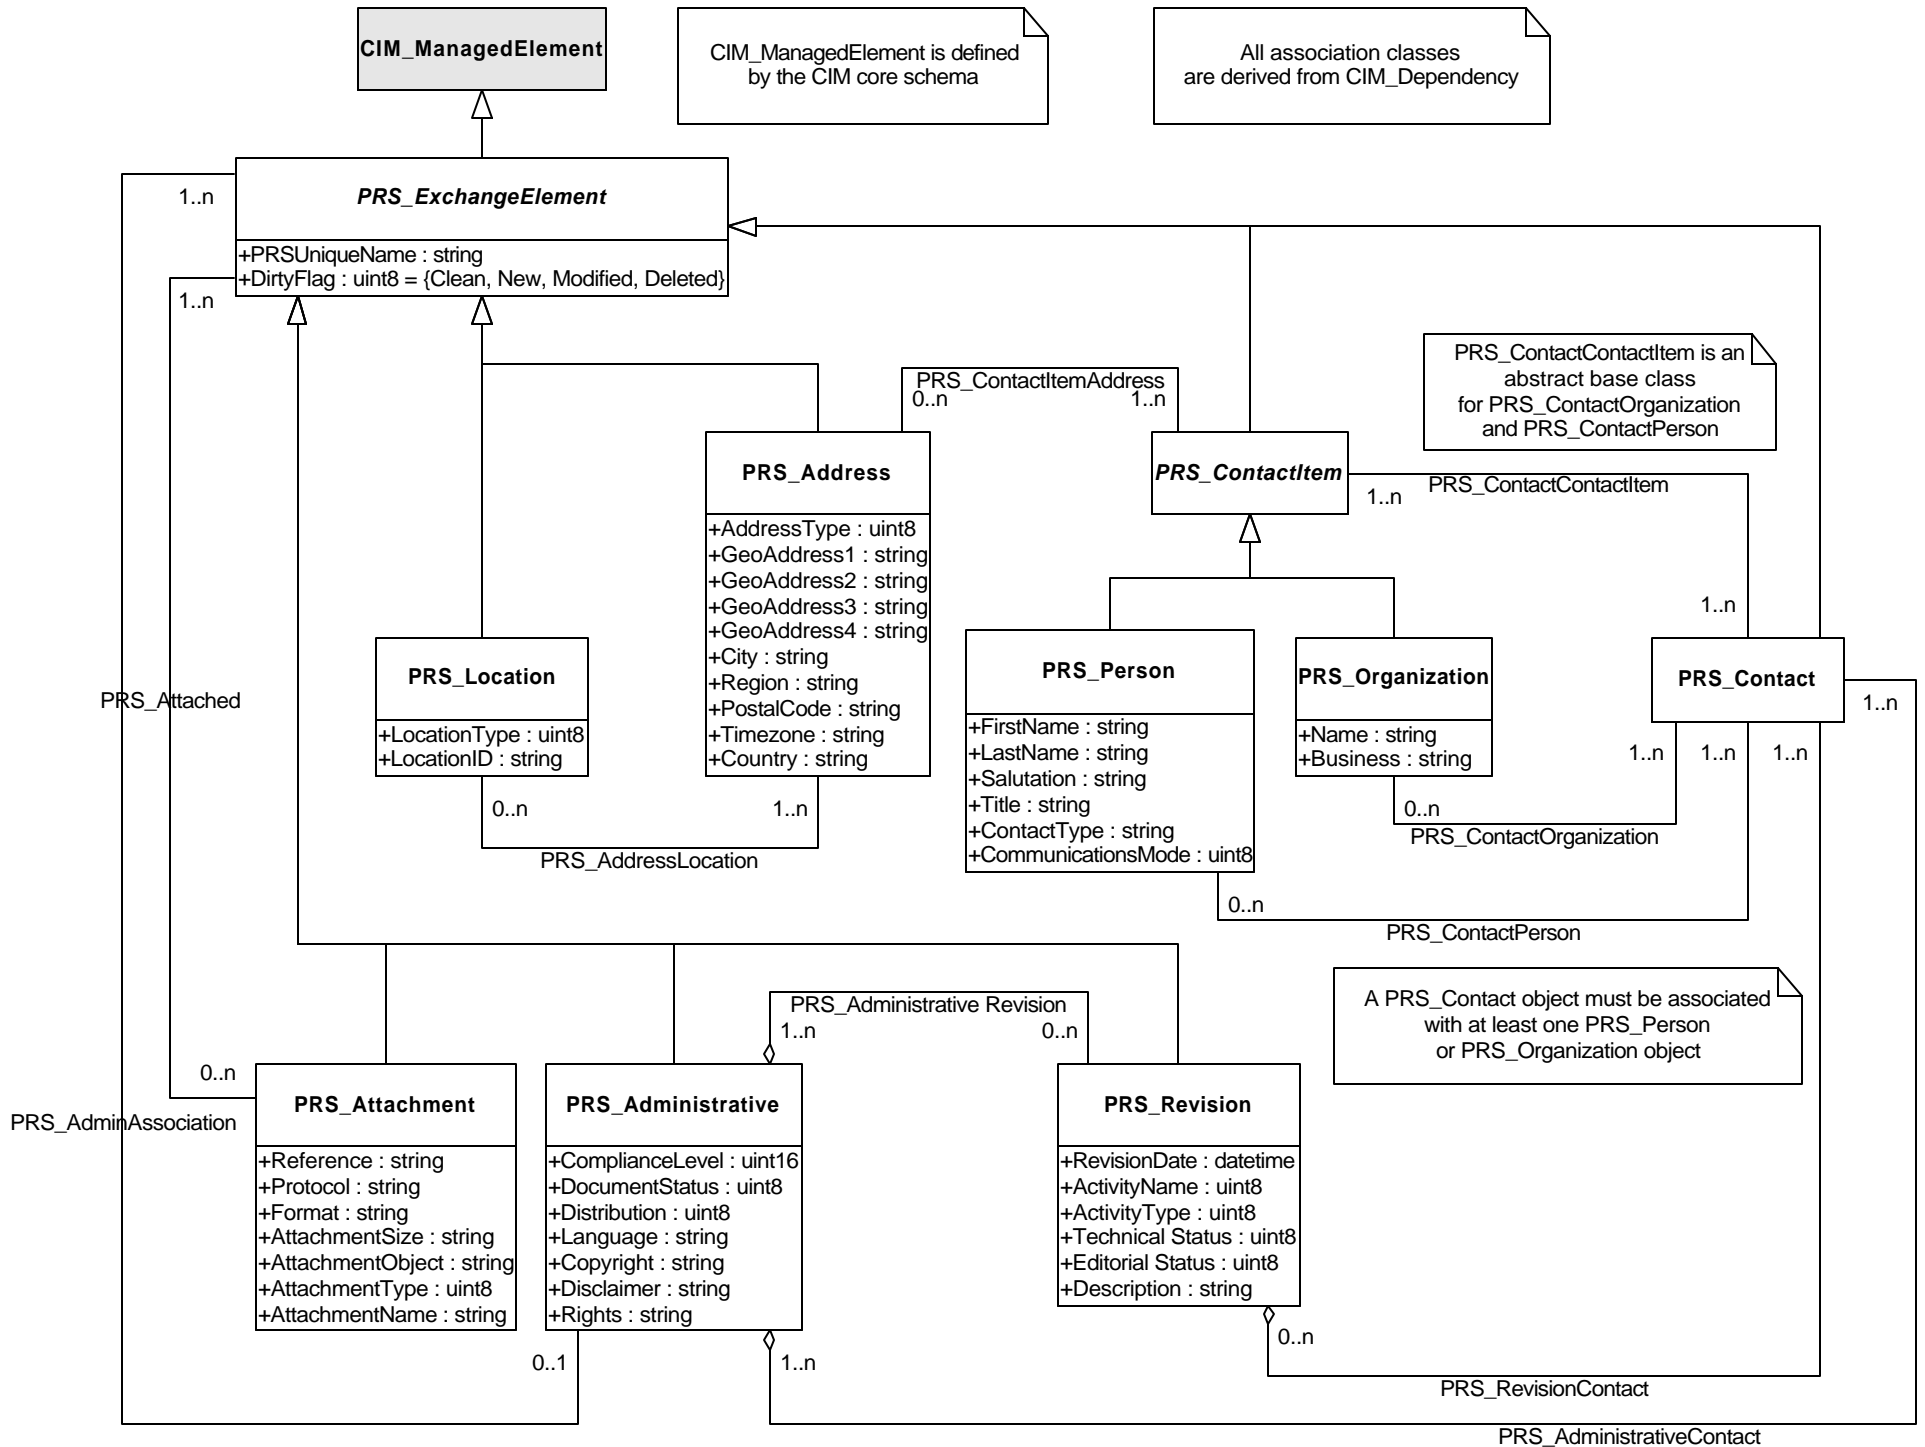 CIM_ManagedElement
CIM_ManagedElement is defined
by the CIM core schema
All association classes
are derived from CIM_Dependency
1..n
PRS_ExchangeElement
+PRSUniqueName : string
+DirtyFlag : uint8 = {Clean, New, Modified, Deleted}
1..n
PRS_ContactContactItem is an
abstract base class
for PRS_ContactOrganization
and PRS_ContactPerson
PRS_ContactItemAddress
0..n
1..n
PRS_Address
+AddressType : uint8
+GeoAddress1 : string
+GeoAddress2 : string
+GeoAddress3 : string
+GeoAddress4 : string
+City : string
+Region : string
+PostalCode : string
+Timezone : string
+Country : string
PRS_ContactItem
1..n
PRS_ContactContactItem
1..n
PRS_Location
+LocationType : uint8
+LocationID : string
PRS_Person
+FirstName : string
+LastName : string
+Salutation : string
+Title : string
+ContactType : string
+CommunicationsMode : uint8
PRS_Organization
+Name : string
+Business : string
PRS_Contact
1..n
PRS_Attached
1..n
1..n
1..n
0..n
1..n
PRS_AddressLocation
0..n
PRS_ContactOrganization
0..n
PRS_ContactPerson
A PRS_Contact object must be associated
with at least one PRS_Person
or PRS_Organization object
PRS_Administrative Revision
1..n
0..n
0..n
PRS_AdminAssociation
PRS_Attachment
+Reference : string
+Protocol : string
+Format : string
+AttachmentSize : string
+AttachmentObject : string
+AttachmentType : uint8
+AttachmentName : string
PRS_Administrative
+ComplianceLevel : uint16
+DocumentStatus : uint8
+Distribution : uint8
+Language : string
+Copyright : string
+Disclaimer : string
+Rights : string
PRS_Revision
+RevisionDate : datetime
+ActivityName : uint8
+ActivityType : uint8
+Technical Status : uint8
+Editorial Status : uint8
+Description : string
0..1
1..n
0..n
PRS_RevisionContact
PRS_AdministrativeContact